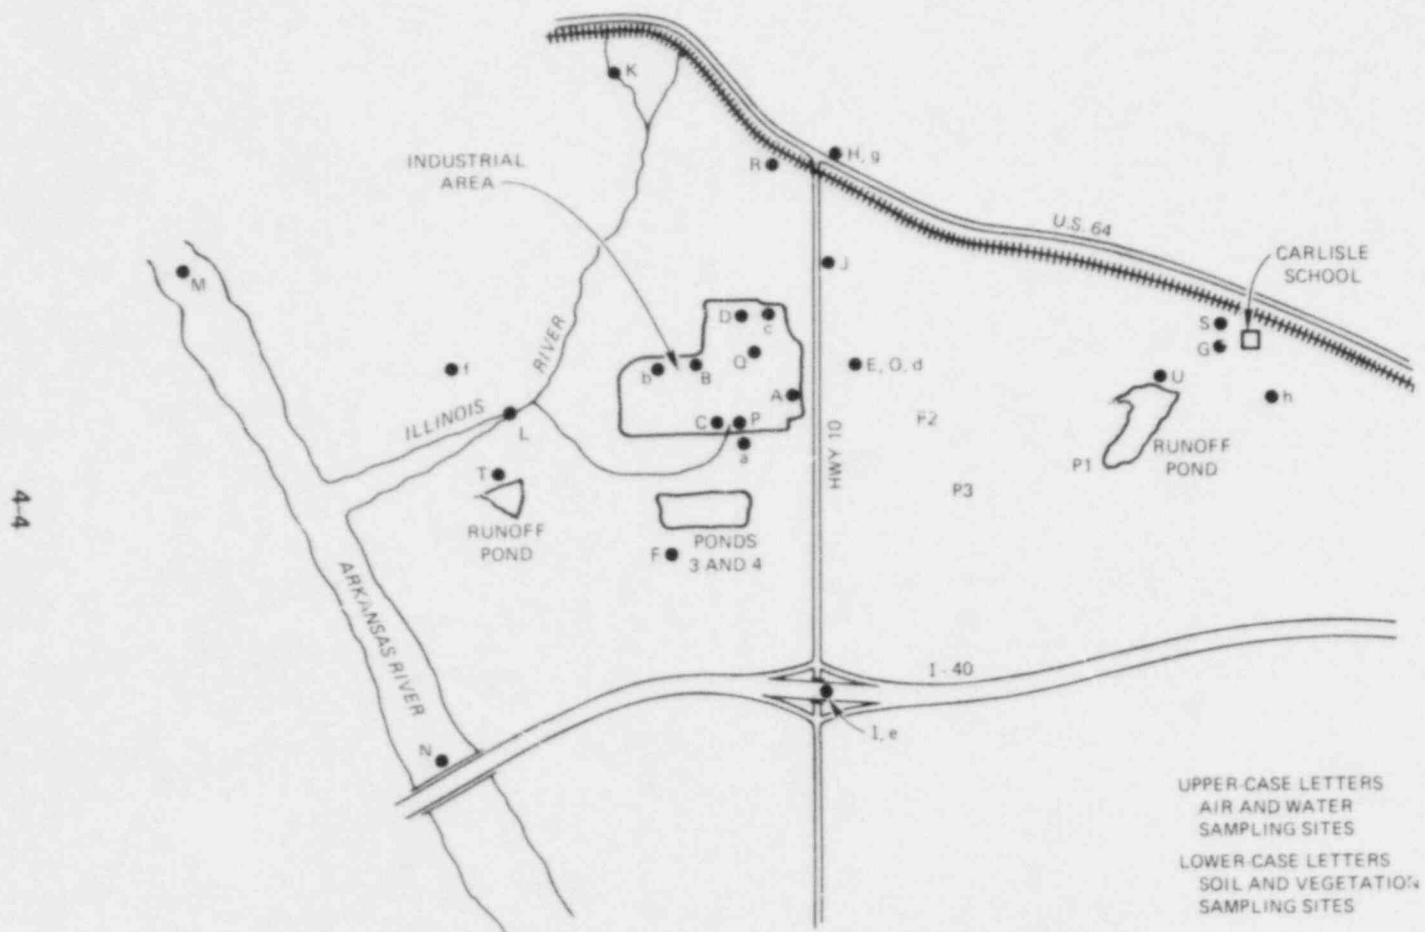 K
H, g
R
INDUSTRIAL
AREA
U.S. 64
CARLISLE
SCHOOL
J
M
D
c
S
G
RIVER
Q
f
b
B
E, O, d
U
A
h
ILLINOIS
L
C
P
P2
HWY 10
a
RUNOFF
POND
P1
T
P3
4-4
RUNOFF
POND
PONDS
3 AND 4
F
ARKANSAS RIVER
I-40
N
I, e
UPPER-CASE LETTERS
AIR AND WATER
SAMPLING SITES
LOWER-CASE LETTERS
SOIL AND VEGETATION
SAMPLING SITES